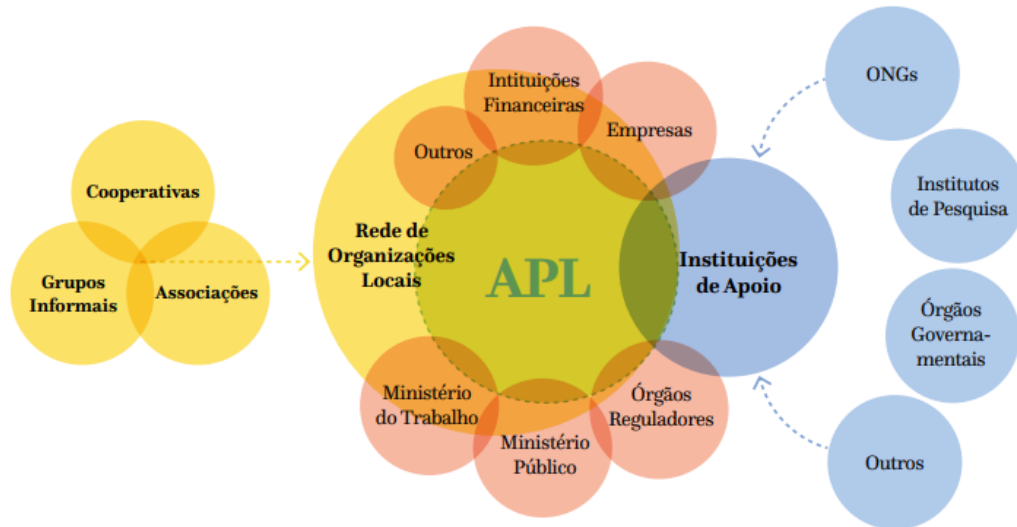 Cooperativas
Grupos
Informais
Associações
Rede de
Organizações
Locais
Outros
Intituições
Financeiras
Empresas
APL
Instituições
de Apoio
Ministério
do Trabalho
Ministério
Público
Órgãos
Reguladores
ONGs
Institutos
de Pesquisa
Órgãos
Governa-
mentais
Outros